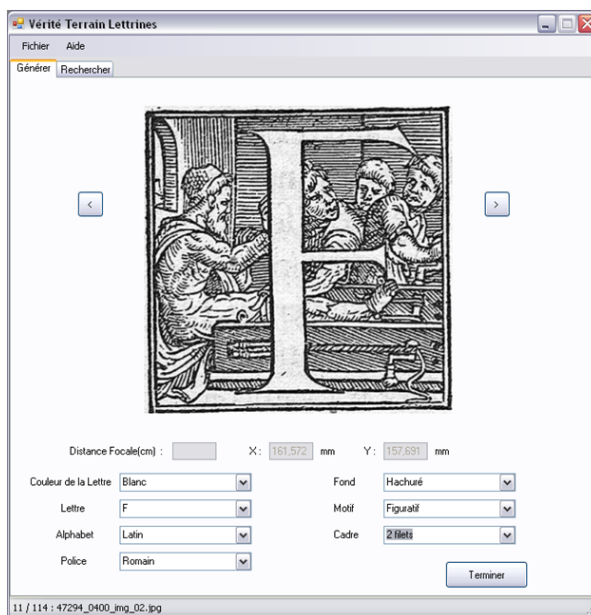 Vérité Terrain Lettrines
Fichier Aide
Générer Rechercher
F
< >
Distance Focale(cm) : X : 161,572 mm Y : 157,691 mm
Couleur de la Lettre Blanc Fond Hachuré
Lettre F Motif Figuratif
Alphabet Latin Cadre 2 filets
Police Romain
Terminer
11 / 114 : 47294_0400_img_02.jpg